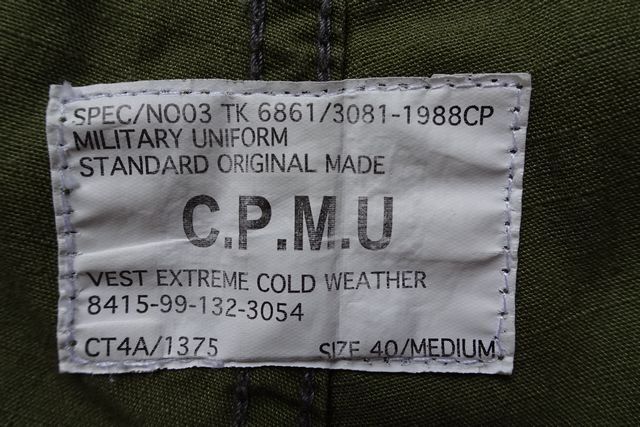 SPEC/NO03 TK 6861/3081-1988CP
MILITARY UNIFORM
STANDARD ORIGINAL MADE
C.P.M.U
VEST EXTREME COLD WEATHER
8415-99-132-3054
CT4A/1375 SIZE 40/MEDIUM